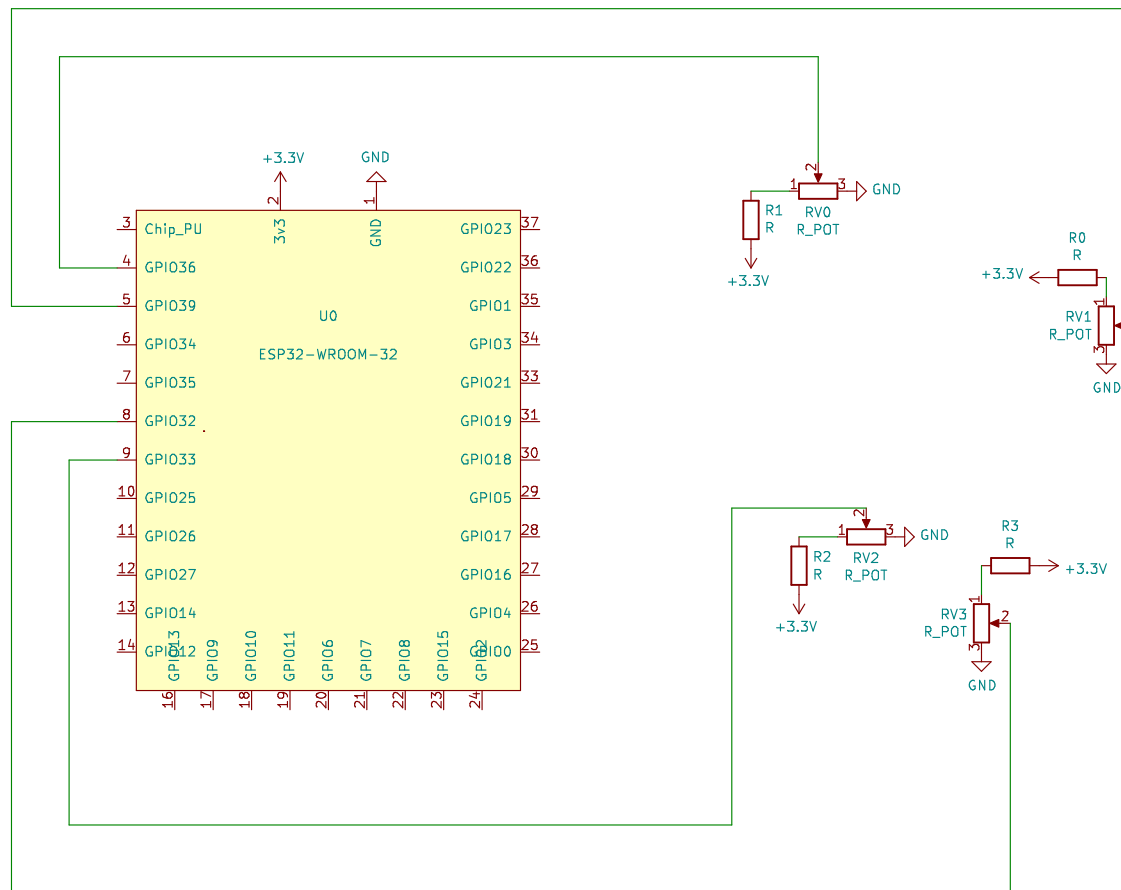 +3.3V
GND
2
1
3v3
GND
3 Chip_PU
4 GPIO36
5 GPIO39
6 GPIO34
7 GPIO35
8 GPIO32
9 GPIO33
10 GPIO25
11 GPIO26
12 GPIO27
13 GPIO14
14 GPIO12
U0
ESP32-WROOM-32
GPIO23 37
GPIO22 36
GPIO1 35
GPIO3 34
GPIO21 33
GPIO19 31
GPIO18 30
GPIO5 29
GPIO17 28
GPIO16 27
GPIO4 26
GPIO0 25
GPIO13
GPIO9
GPIO10
GPIO11
GPIO6
GPIO7
GPIO8
GPIO15
GPIO2
16
17
18
19
20
21
22
23
24
2
1
3
GND
RV0
R_POT
R1
R
+3.3V
R0
R
+3.3V
1
RV1
R_POT
3
GND
2
1
3
GND
RV2
R_POT
R2
R
+3.3V
R3
R
+3.3V
1
RV3
2
R_POT
3
GND